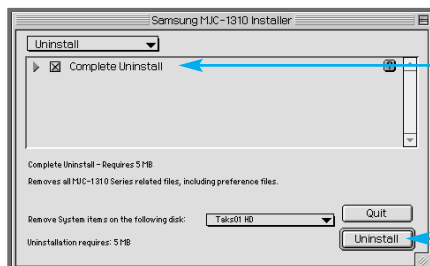 Samsung MJC-1310 Installer
Uninstall
Complete Uninstall
Complete Uninstall - Requires 5 MB
Removes all MJC-1310 Series related files, including preference files.
Remove System items on the following disk: Taks01 HD
Quit
Uninstallation requires: 5 MB
Uninstall